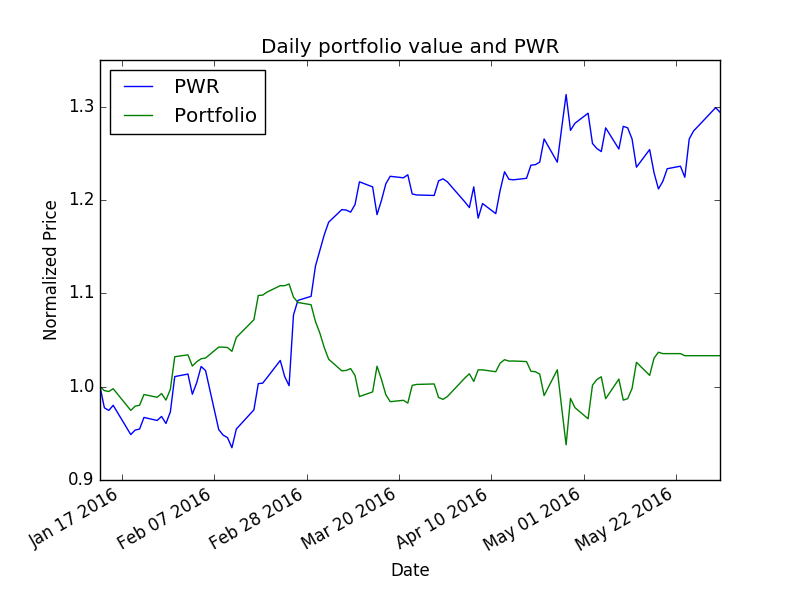 Daily portfolio value and PWR
PWR
Portfolio
Normalized Price
1.3
1.2
1.1
1.0
0.9
Jan 17 2016
Feb 07 2016
Feb 28 2016
Mar 20 2016
Apr 10 2016
May 01 2016
May 22 2016
Date